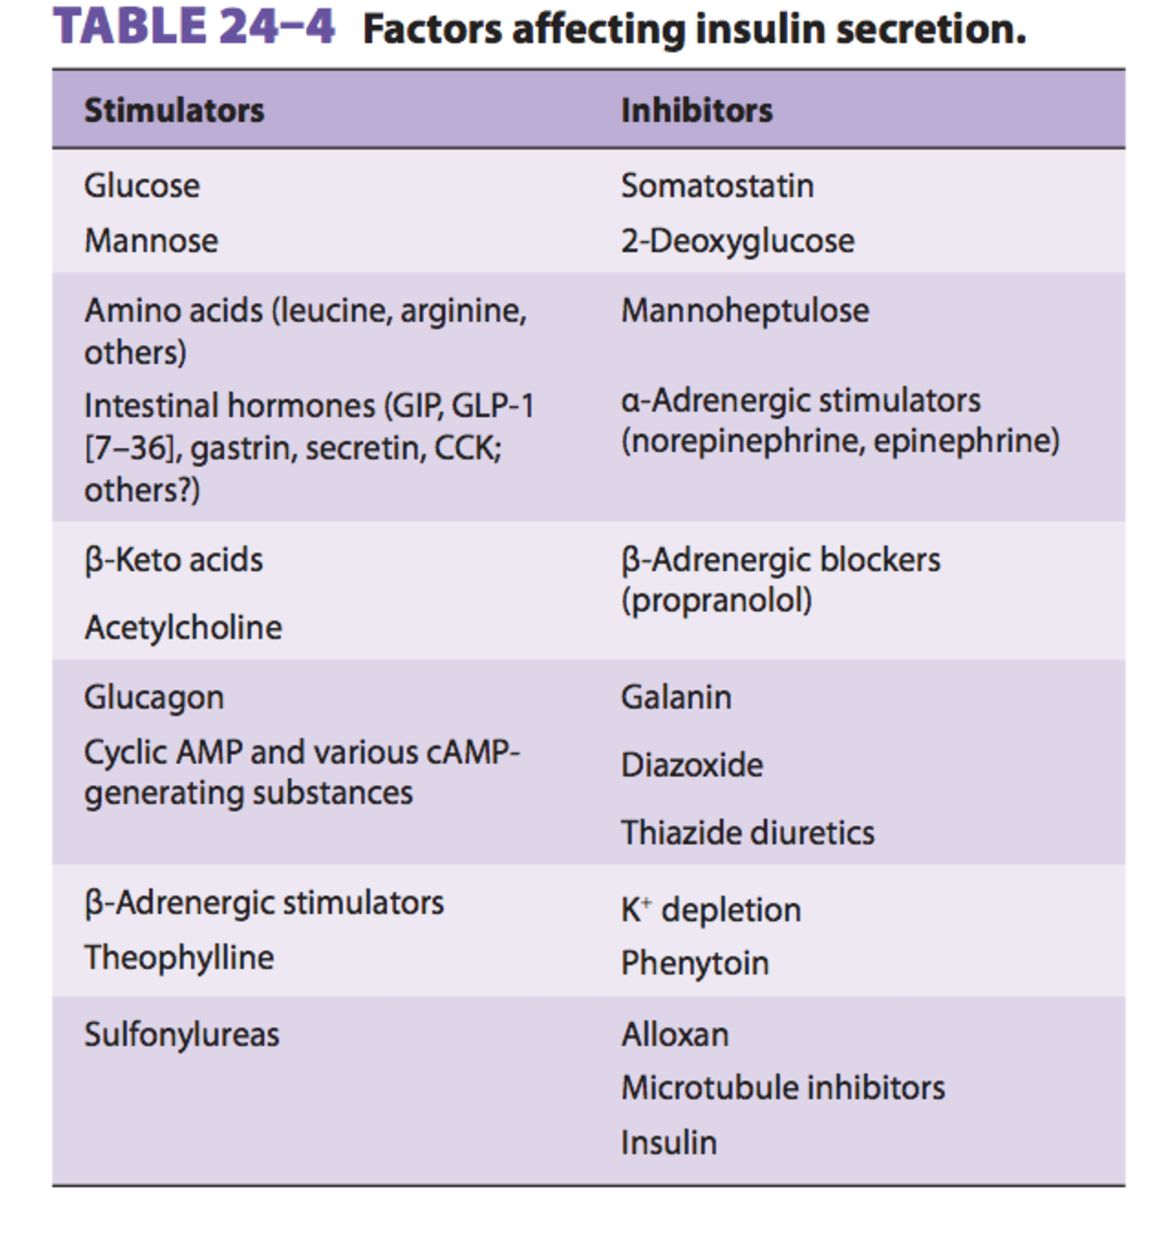 TABLE 24–4 Factors affecting insulin secretion.
Stimulators Inhibitors
Glucose Somatostatin
Mannose 2-Deoxyglucose
Amino acids (leucine, arginine, Mannoheptulose
others)
Intestinal hormones (GIP, GLP-1 α-Adrenergic stimulators
[7–36], gastrin, secretin, CCK; (norepinephrine, epinephrine)
others?)
β-Keto acids β-Adrenergic blockers
(propranolol)
Acetylcholine
Glucagon Galanin
Cyclic AMP and various cAMP- Diazoxide
generating substances
Thiazide diuretics
β-Adrenergic stimulators K⁺ depletion
Theophylline Phenytoin
Sulfonylureas Alloxan
Microtubule inhibitors
Insulin